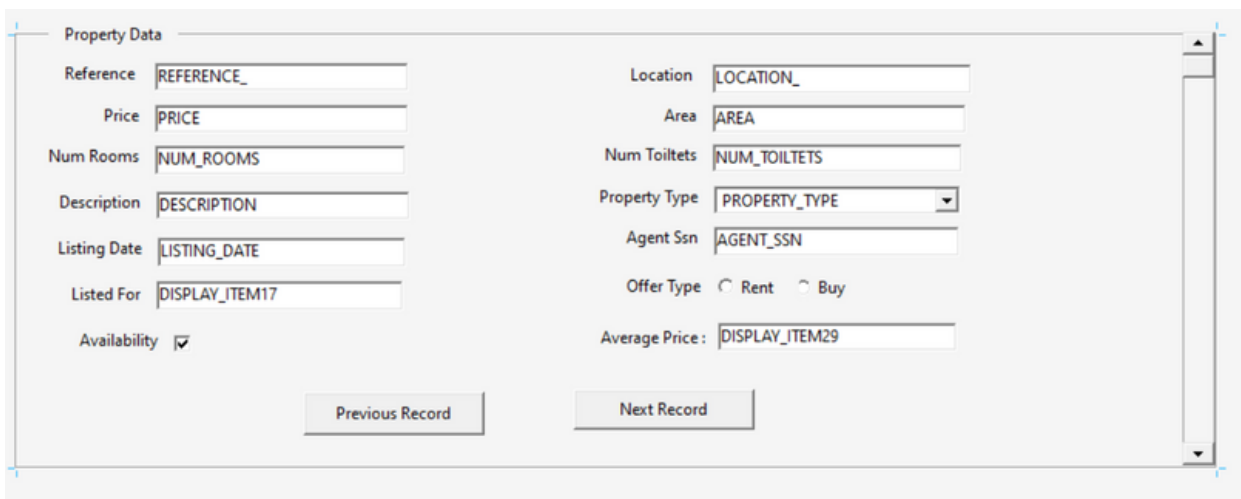 Property Data
Reference REFERENCE_ Location LOCATION_
Price PRICE Area AREA
Num Rooms NUM_ROOMS Num Toiltets NUM_TOILTETS
Description DESCRIPTION Property Type PROPERTY_TYPE
Listing Date LISTING_DATE Agent Ssn AGENT_SSN
Listed For DISPLAY_ITEM17 Offer Type Rent Buy
Availability Average Price : DISPLAY_ITEM29
Previous Record Next Record